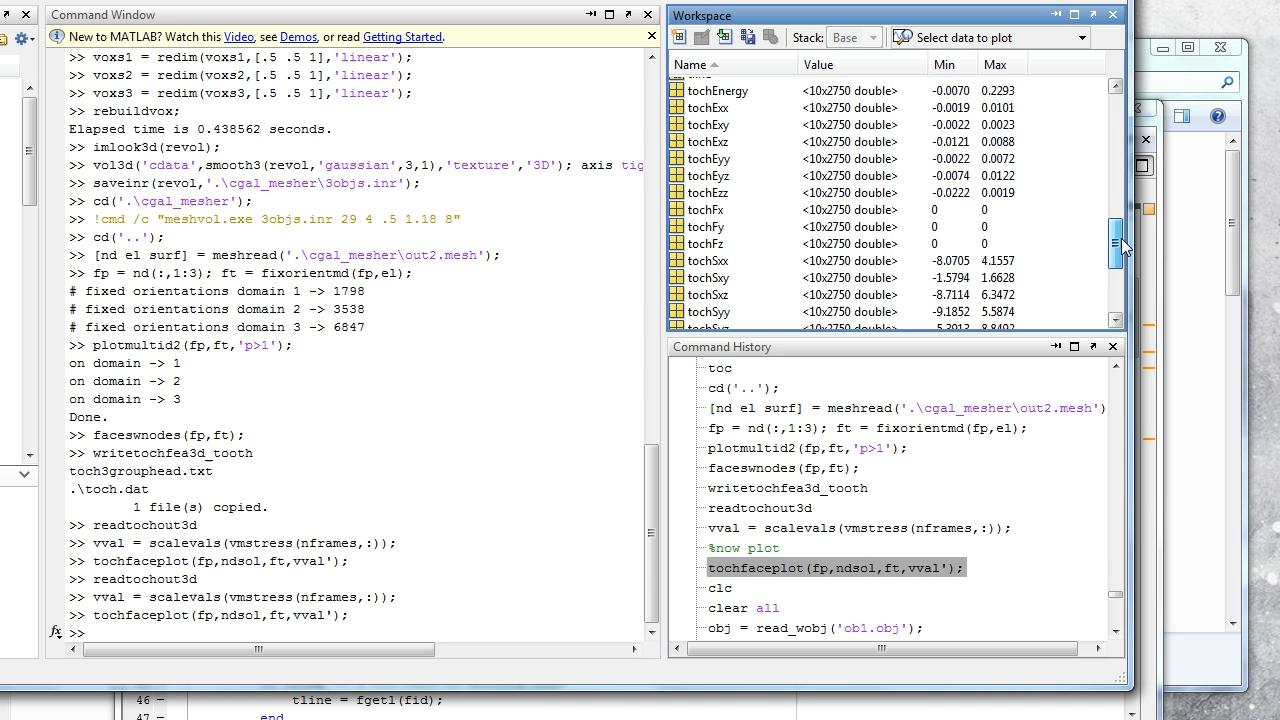 Command Window
New to MATLAB? Watch this Video, see Demos, or read Getting Started.
>> voxs1 = redim(voxs1,[.5 .5 1],'linear');
>> voxs2 = redim(voxs2,[.5 .5 1],'linear');
>> voxs3 = redim(voxs3,[.5 .5 1],'linear');
>> rebuildvox;
Elapsed time is 0.438562 seconds.
>> imlook3d(revol);
>> vol3d('cdata',smooth3(revol,'gaussian',3,1),'texture','3D'); axis tig
>> saveinr(revol,'.\cgal_mesher\3objs.inr');
>> cd('.\cgal_mesher');
>> !cmd /c "meshvol.exe 3objs.inr 29 4 .5 1.18 8"
>> cd('..');
>> [nd el surf] = meshread('.\cgal_mesher\out2.mesh');
>> fp = nd(:,1:3); ft = fixorientmd(fp,el);
# fixed orientations domain 1 -> 1798
# fixed orientations domain 2 -> 3538
# fixed orientations domain 3 -> 6847
>> plotmultid2(fp,ft,'p>1');
on domain -> 1
on domain -> 2
on domain -> 3
Done.
>> faceswnodes(fp,ft);
>> writetochfea3d_tooth
toch3grouphead.txt
.\toch.dat
1 file(s) copied.
>> readtochout3d
>> vval = scalevals(vmstress(nframes,:));
>> tochfaceplot(fp,ndsol,ft,vval');
>> readtochout3d
>> vval = scalevals(vmstress(nframes,:));
>> tochfaceplot(fp,ndsol,ft,vval');
fx >>
Workspace
Stack: Base Select data to plot
Name Value Min Max
tochEnergy <10x2750 double> -0.0070 0.2293
tochExx <10x2750 double> -0.0019 0.0101
tochExy <10x2750 double> -0.0022 0.0023
tochExz <10x2750 double> -0.0121 0.0088
tochEyy <10x2750 double> -0.0022 0.0072
tochEyz <10x2750 double> -0.0074 0.0122
tochEzz <10x2750 double> -0.0222 0.0019
tochFx <10x2750 double> 0 0
tochFy <10x2750 double> 0 0
tochFz <10x2750 double> 0 0
tochSxx <10x2750 double> -8.0705 4.1557
tochSxy <10x2750 double> -1.5794 1.6628
tochSxz <10x2750 double> -8.7114 6.3472
tochSyy <10x2750 double> -9.1852 5.5874
tochSyz <10x2750 double> -5.3913 8.8492
Command History
toc
cd('..');
[nd el surf] = meshread('.\cgal_mesher\out2.mesh')
fp = nd(:,1:3); ft = fixorientmd(fp,el);
plotmultid2(fp,ft,'p>1');
faceswnodes(fp,ft);
writetochfea3d_tooth
readtochout3d
vval = scalevals(vmstress(nframes,:));
%now plot
tochfaceplot(fp,ndsol,ft,vval');
clc
clear all
obj = read_wobj('ob1.obj');
46 – tline = fgetl(fid);
47 – end